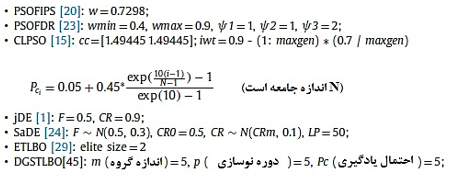 • PSOFIPS [20]: w = 0.7298;
• PSOFDR [23]: wmin = 0.4, wmax = 0.9, ψ1 = 1, ψ2 = 1, ψ3 = 2;
• CLPSO [15]: cc = [1.49445 1.49445]; iwt = 0.9 - (1: maxgen) * (0.7 / maxgen)
P_{c_i} = 0.05 + 0.45* (exp(10(i-1)/(N-1)) - 1) / (exp(10) - 1) (N اندازه جامعه است)
• jDE [1]: F = 0.5, CR = 0.9;
• SaDE [24]: F ~ N(0.5, 0.3), CR0 = 0.5, CR ~ N(CRm, 0.1), LP = 50;
• ETLBO [29]: elite size = 2
• DGSTLBO[45]: m (اندازه گروه) = 5, p ( دوره نوسازی ) = 5, Pc ( احتمال یادگیری ) = 5;